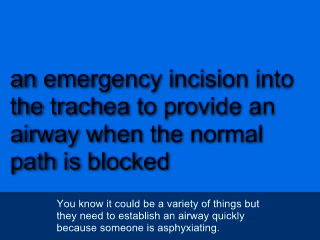 an emergency incision into
the trachea to provide an
airway when the normal
path is blocked
You know it could be a variety of things but
they need to establish an airway quickly
because someone is asphyxiating.